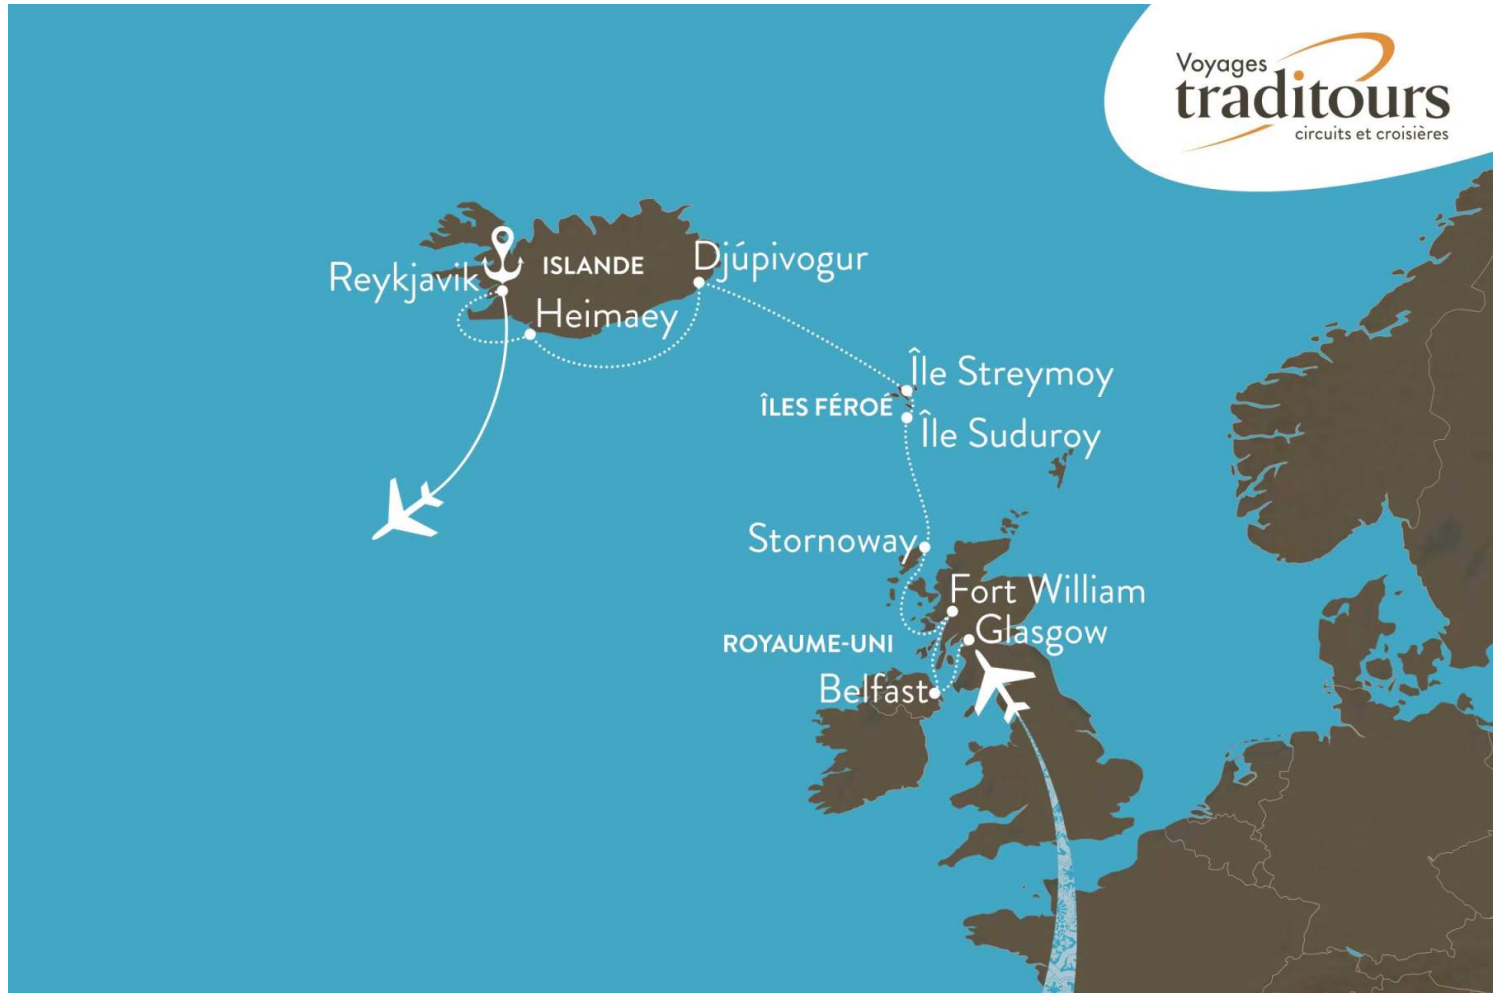 Voyages
traditours
circuits et croisières
Djúpivogur
ISLANDE
Reykjavik
Heimaey
Île Streymoy
ÎLES FÉROÉ
Île Suduroy
Stornoway
Fort William
Glasgow
ROYAUME-UNI
Belfast